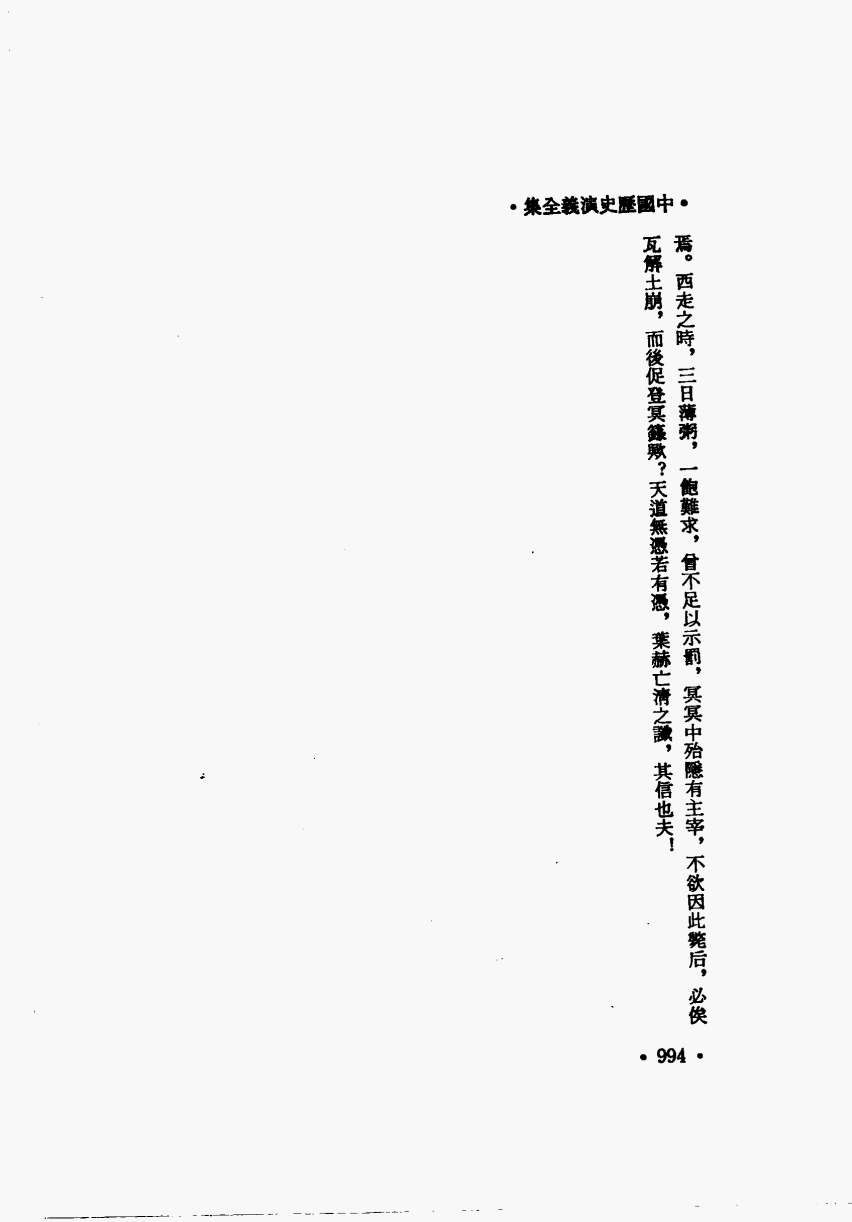 •中國歷史演義全集•
焉。西走之時，三日薄粥，一飽難求，曾不足以示罰，冥冥中殆隱有主宰，不欲因此斃后，必俟
瓦解土崩，而後促登冥籙歟？天道無憑若有憑，葉赫亡清之讖，其信也夫！
• 994 •